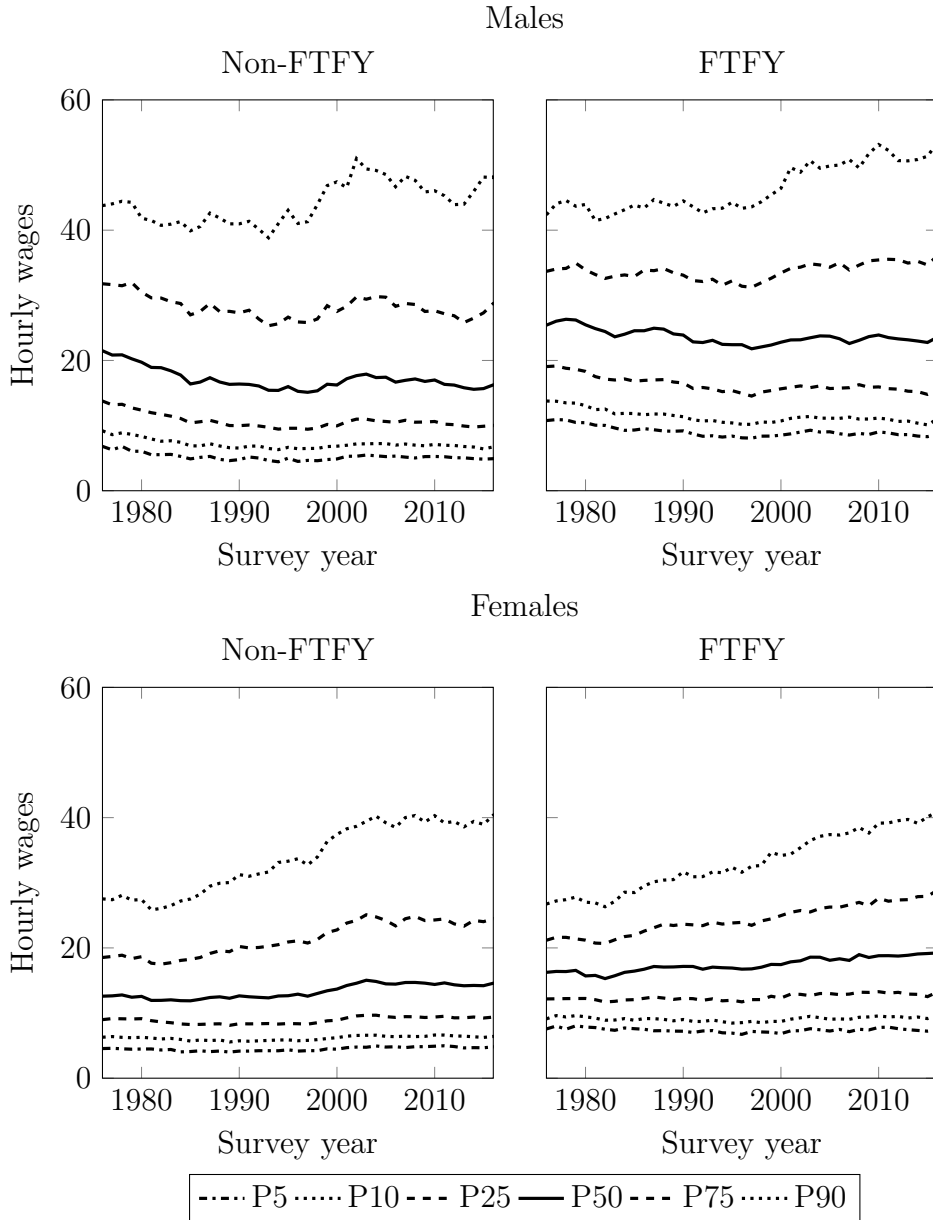 Males
Non-FTFY
FTFY
60
40
20
0
Hourly wages
1980 1990 2000 2010
1980 1990 2000 2010
Survey year
Survey year
Females
Non-FTFY
FTFY
60
40
20
0
Hourly wages
1980 1990 2000 2010
1980 1990 2000 2010
Survey year
Survey year
P5 P10 P25 P50 P75 P90